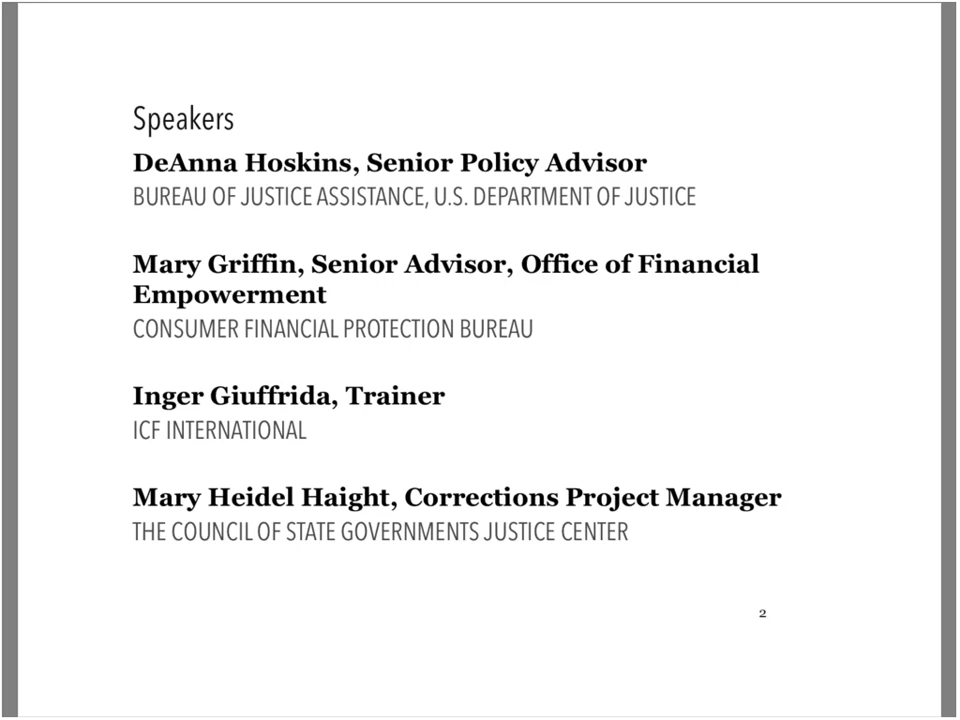 Speakers
DeAnna Hoskins, Senior Policy Advisor
BUREAU OF JUSTICE ASSISTANCE, U.S. DEPARTMENT OF JUSTICE
Mary Griffin, Senior Advisor, Office of Financial
Empowerment
CONSUMER FINANCIAL PROTECTION BUREAU
Inger Giuffrida, Trainer
ICF INTERNATIONAL
Mary Heidel Haight, Corrections Project Manager
THE COUNCIL OF STATE GOVERNMENTS JUSTICE CENTER
2